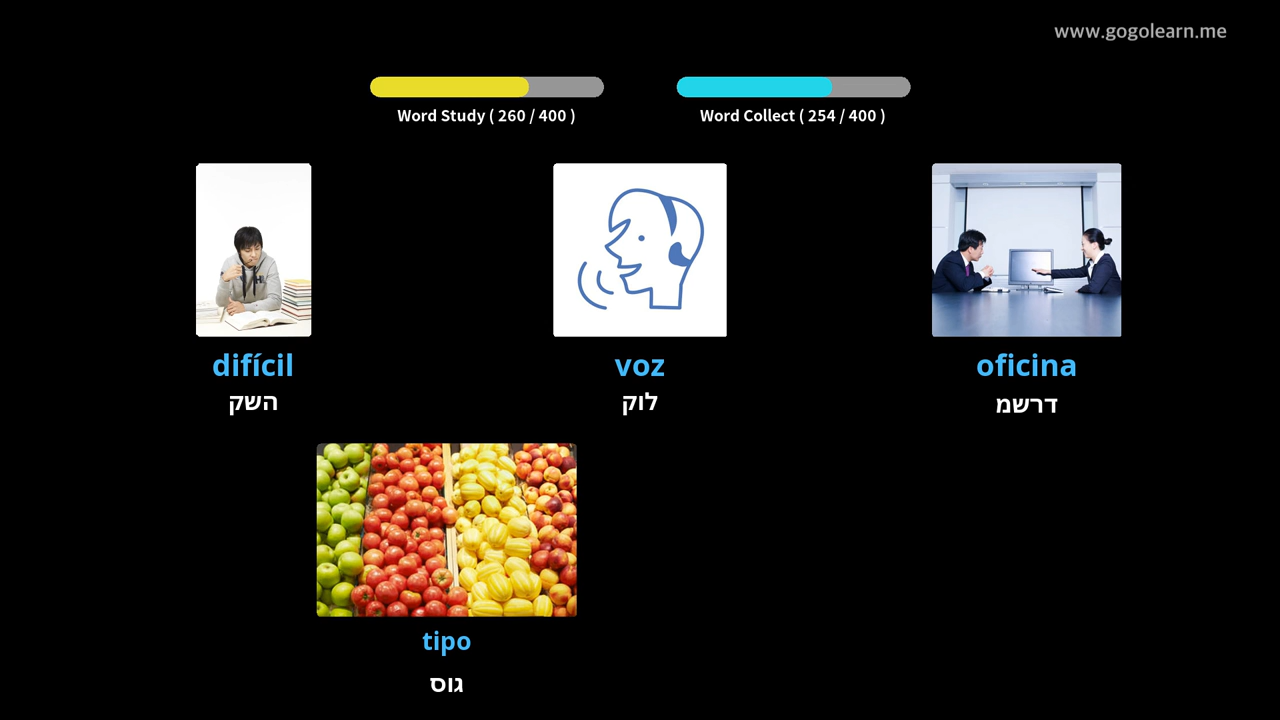 www.gogolearn.me
Word Study ( 260 / 400 )
Word Collect ( 254 / 400 )
difícil
השק
voz
לוק
oficina
דרשמ
tipo
גוס